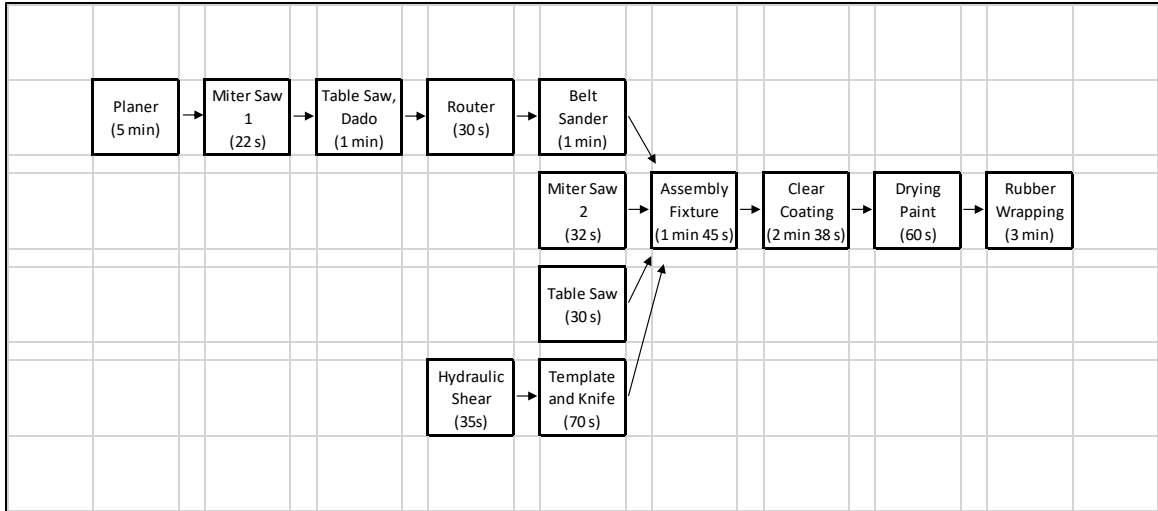 Planer
(5 min)
Miter Saw
1
(22 s)
Table Saw,
Dado
(1 min)
Router
(30 s)
Belt
Sander
(1 min)
Miter Saw
2
(32 s)
Assembly
Fixture
(1 min 45 s)
Clear
Coating
(2 min 38 s)
Drying
Paint
(60 s)
Rubber
Wrapping
(3 min)
Table Saw
(30 s)
Hydraulic
Shear
(35s)
Template
and Knife
(70 s)